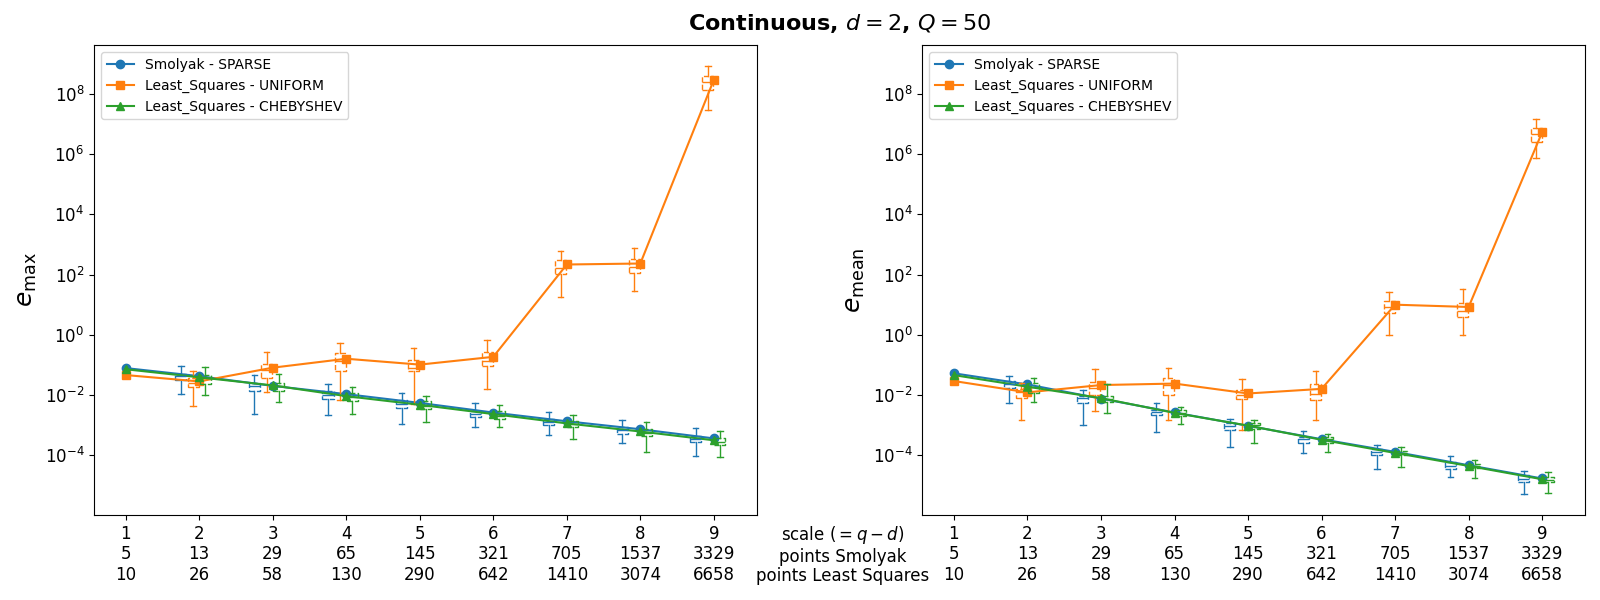 Continuous, d = 2, Q = 50
Smolyak - SPARSE
Least_Squares - UNIFORM
Least_Squares - CHEBYSHEV
10^8
10^6
10^4
10^2
10^0
10^−2
10^−4
e_max
1 2 3 4 5 6 7 8 9
5 13 29 65 145 321 705 1537 3329
10 26 58 130 290 642 1410 3074 6658
scale (= q − d)
points Smolyak
points Least Squares
Smolyak - SPARSE
Least_Squares - UNIFORM
Least_Squares - CHEBYSHEV
10^8
10^6
10^4
10^2
10^0
10^−2
10^−4
e_mean
1 2 3 4 5 6 7 8 9
5 13 29 65 145 321 705 1537 3329
10 26 58 130 290 642 1410 3074 6658